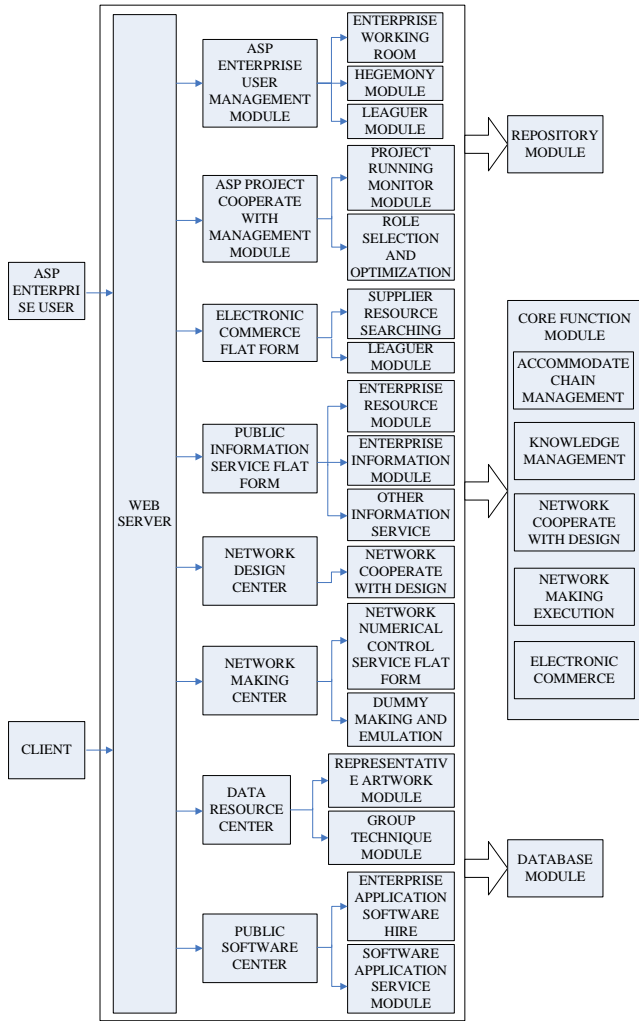 ASP
ENTERPRI
SE USER
CLIENT
WEB
SERVER
ASP
ENTERPRISE
USER
MANAGEMENT
MODULE
ENTERPRISE
WORKING
ROOM
HEGEMONY
MODULE
LEAGUER
MODULE
ASP PROJECT
COOPERATE
WITH
MANAGEMENT
MODULE
PROJECT
RUNNING
MONITOR
MODULE
ROLE
SELECTION
AND
OPTIMIZATION
ELECTRONIC
COMMERCE
FLAT FORM
SUPPLIER
RESOURCE
SEARCHING
LEAGUER
MODULE
PUBLIC
INFORMATION
SERVICE FLAT
FORM
ENTERPRISE
RESOURCE
MODULE
ENTERPRISE
INFORMATION
MODULE
OTHER
INFORMATION
SERVICE
NETWORK
DESIGN
CENTER
NETWORK
COOPERATE
WITH DESIGN
NETWORK
MAKING
CENTER
NETWORK
NUMERICAL
CONTROL
SERVICE FLAT
FORM
DUMMY
MAKING AND
EMULATION
DATA
RESOURCE
CENTER
REPRESENTATIV
E ARTWORK
MODULE
GROUP
TECHNIQUE
MODULE
PUBLIC
SOFTWARE
CENTER
ENTERPRISE
APPLICATION
SOFTWARE
HIRE
SOFTWARE
APPLICATION
SERVICE
MODULE
REPOSITORY
MODULE
CORE FUNCTION
MODULE
ACCOMMODATE
CHAIN
MANAGEMENT
KNOWLEDGE
MANAGEMENT
NETWORK
COOPERATE
WITH DESIGN
NETWORK
MAKING
EXECUTION
ELECTRONIC
COMMERCE
DATABASE
MODULE